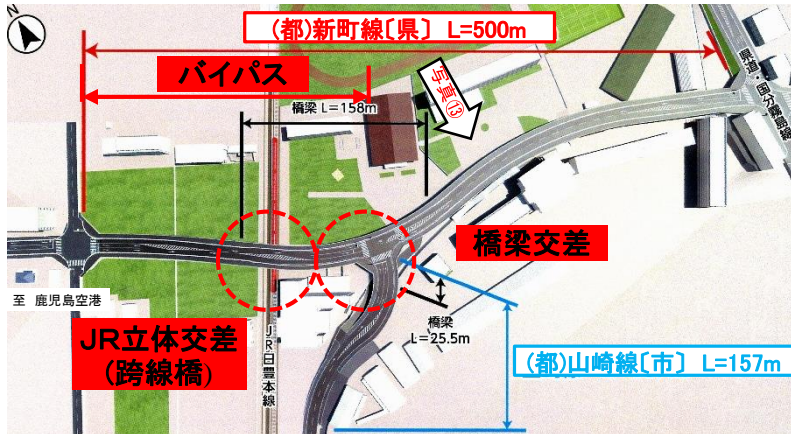 N
(都)新町線〔県〕 L=500m
バイパス
橋梁 L=158m
写真⑬
県道・国分霧島線
橋梁交差
至 鹿児島空港
JR立体交差
(跨線橋)
JR日豊本線
橋梁
L=25.5m
(都)山崎線〔市〕 L=157m